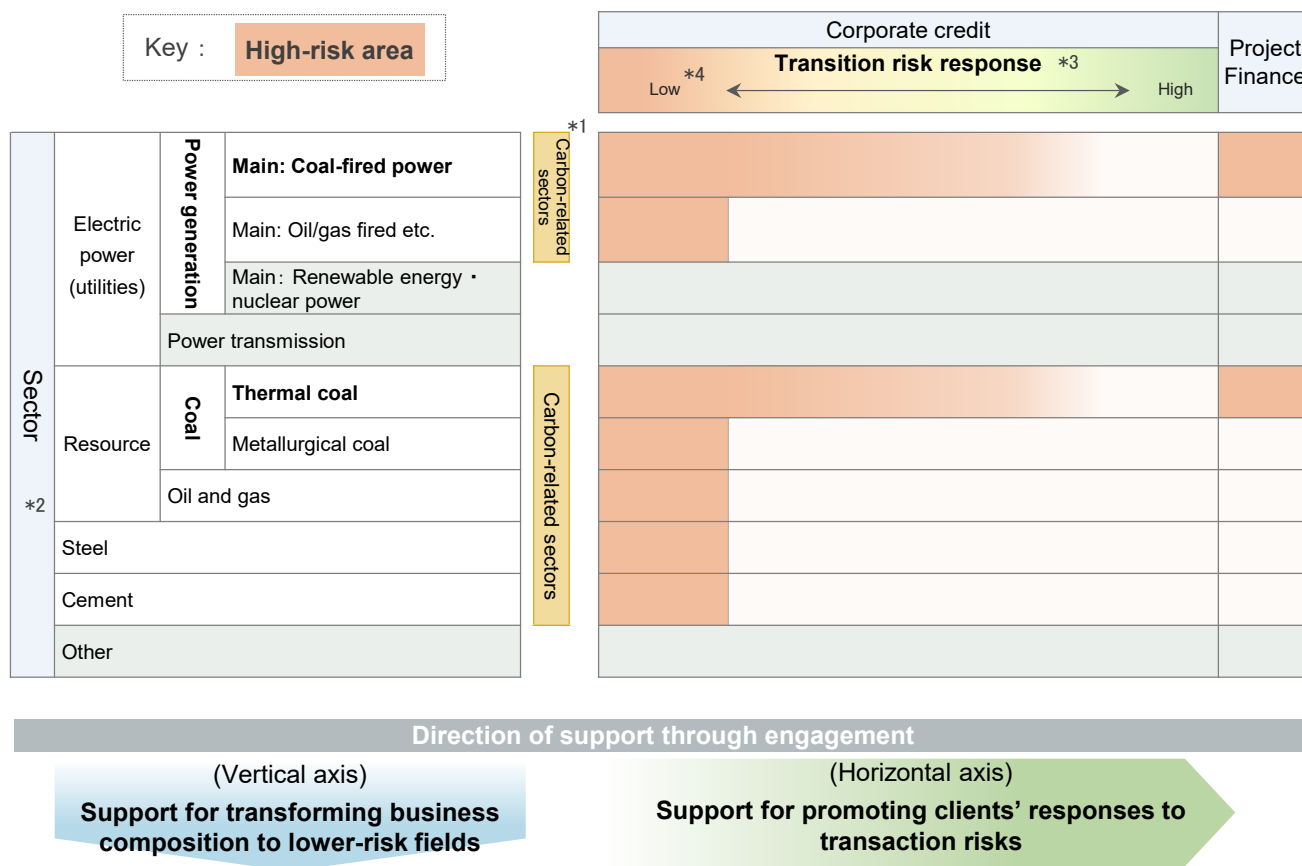 Key : High-risk area
Corporate credit
Project
Finance
Transition risk response *3
Low *4
High
*1
Sector
*2
Electric
power
(utilities)
Power generation
Main: Coal-fired power
Main: Oil/gas fired etc.
Main: Renewable energy・
nuclear power
Power transmission
Carbon-related
sectors
Resource
Coal
Thermal coal
Metallurgical coal
Oil and gas
Steel
Cement
Other
Carbon-related sectors
Direction of support through engagement
(Vertical axis)
Support for transforming business
composition to lower-risk fields
(Horizontal axis)
Support for promoting clients’ responses to
transaction risks